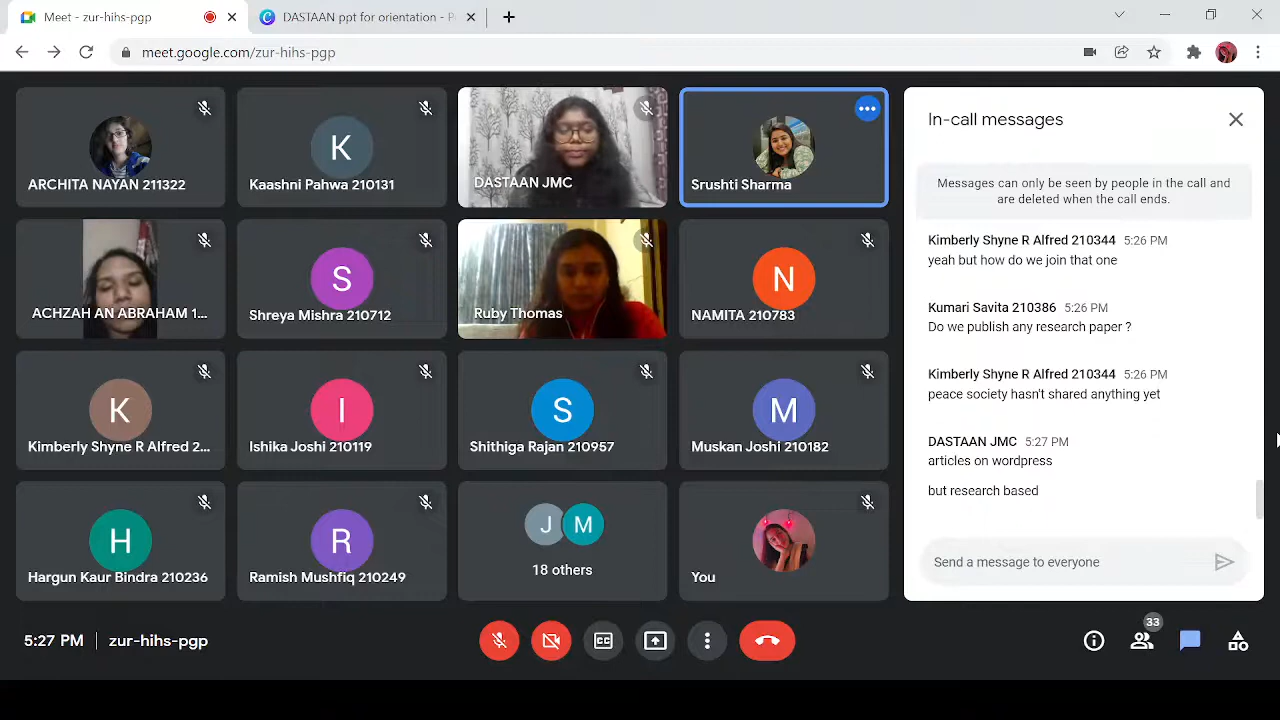 Meet - zur-hihs-pgp
DASTAAN ppt for orientation - P
meet.google.com/zur-hihs-pgp
ARCHITA NAYAN 211322
K
Kaashni Pahwa 210131
DASTAAN JMC
Srushti Sharma
ACHZAH AN ABRAHAM 1...
S
Shreya Mishra 210712
Ruby Thomas
N
NAMITA 210783
K
Kimberly Shyne R Alfred 2...
I
Ishika Joshi 210119
S
Shithiga Rajan 210957
M
Muskan Joshi 210182
H
Hargun Kaur Bindra 210236
R
Ramish Mushfiq 210249
J M
18 others
You
In-call messages
Messages can only be seen by people in the call and
are deleted when the call ends.
Kimberly Shyne R Alfred 210344 5:26 PM
yeah but how do we join that one
Kumari Savita 210386 5:26 PM
Do we publish any research paper ?
Kimberly Shyne R Alfred 210344 5:26 PM
peace society hasn't shared anything yet
DASTAAN JMC 5:27 PM
articles on wordpress
but research based
Send a message to everyone
5:27 PM | zur-hihs-pgp
CC
33